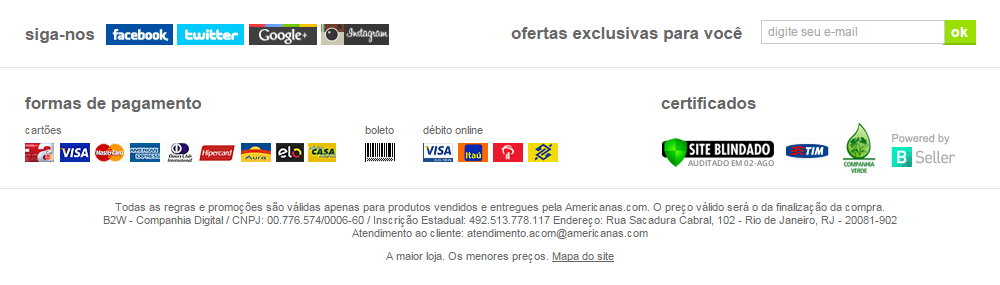 siga-nos facebook twitter Google+ Instagram
ofertas exclusivas para você digite seu e-mail ok
formas de pagamento
cartões
VISA MasterCard AMERICAN EXPRESS Diners Club International Hipercard Aura elo CASA
boleto
débito online
VISA Itaú
certificados
SITE BLINDADO
AUDITADO EM 02-AGO
TIM
COMPANHIA
VERDE
Powered by
B Seller
Todas as regras e promoções são válidas apenas para produtos vendidos e entregues pela Americanas.com. O preço válido será o da finalização da compra.
B2W - Companhia Digital / CNPJ: 00.776.574/0006-60 / Inscrição Estadual: 492.513.778.117 Endereço: Rua Sacadura Cabral, 102 - Rio de Janeiro, RJ - 20081-902
Atendimento ao cliente: atendimento.acom@americanas.com
A maior loja. Os menores preços. Mapa do site